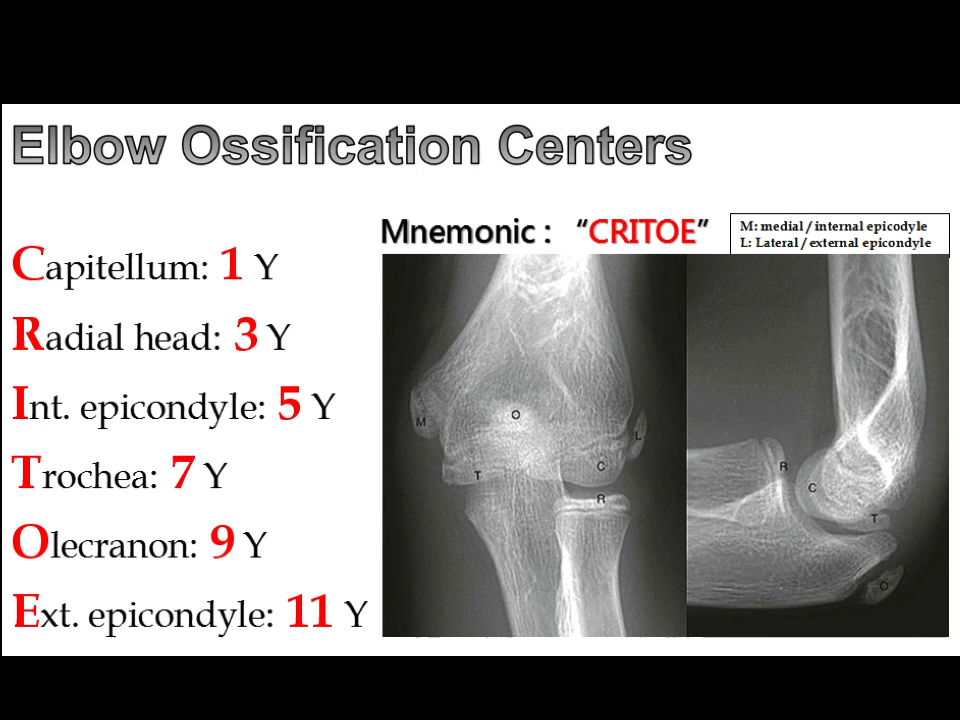 Elbow Ossification Centers
Mnemonic : “CRITOE”
M: medial / internal epicodyle
L: Lateral / external epicondyle
Capitellum: 1 Y
Radial head: 3 Y
Int. epicondyle: 5 Y
Trochea: 7 Y
Olecranon: 9 Y
Ext. epicondyle: 11 Y
M
O
L
T
C
R
R
C
T
O